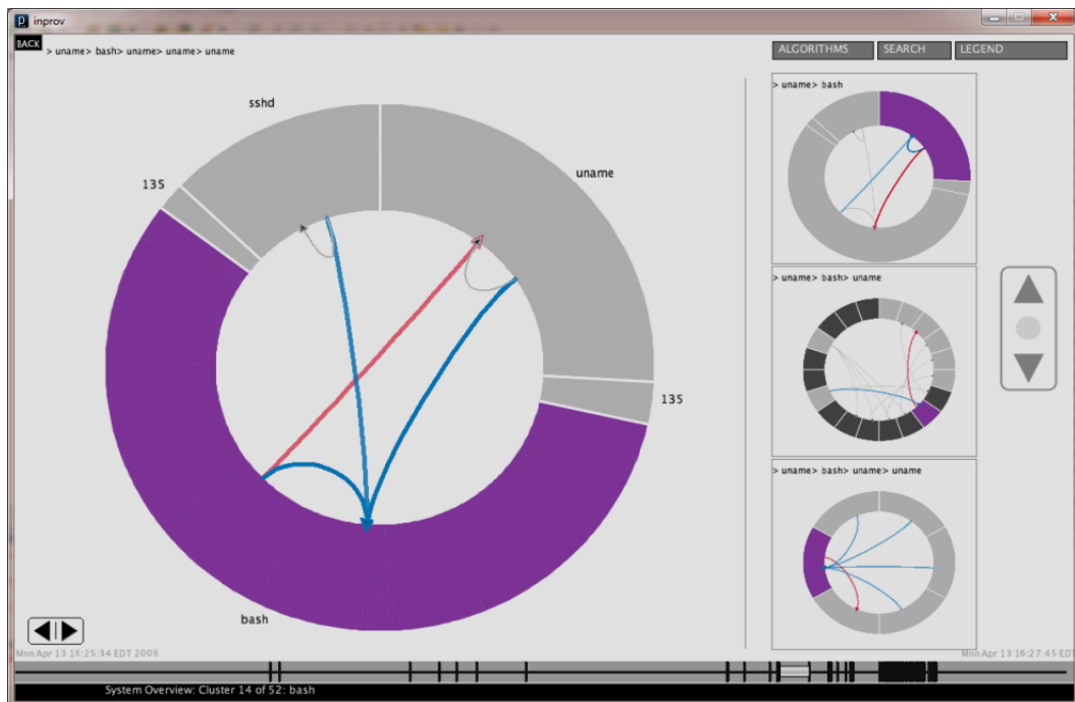 inprov
BACK
> uname> bash> uname> uname> uname
ALGORITHMS SEARCH LEGEND
> uname> bash
sshd
uname
135
> uname> bash> uname
135
> uname> bash> uname> uname
bash
Mon Apr 13 16:25:34 EDT 2009
Mon Apr 13 16:27:45 EDT
System Overview: Cluster 14 of 52: bash